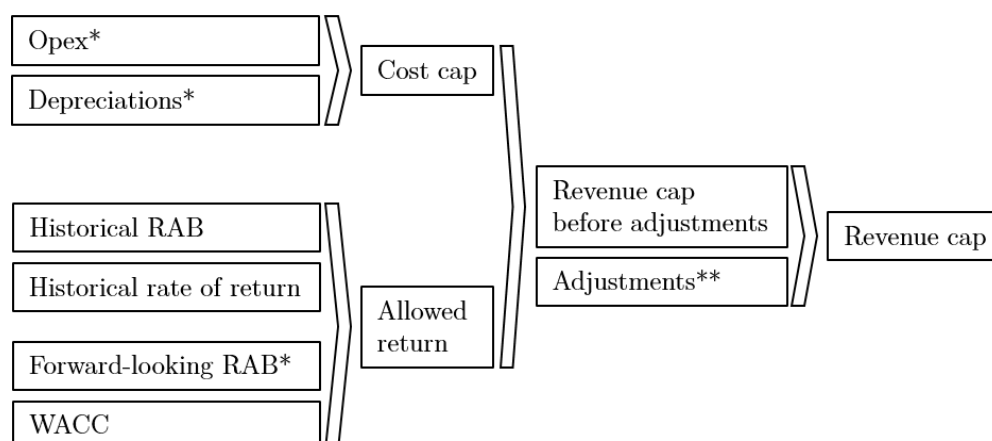 Opex*
Depreciations*
Cost cap
Historical RAB
Historical rate of return
Forward-looking RAB*
WACC
Allowed
return
Revenue cap
before adjustments
Adjustments**
Revenue cap